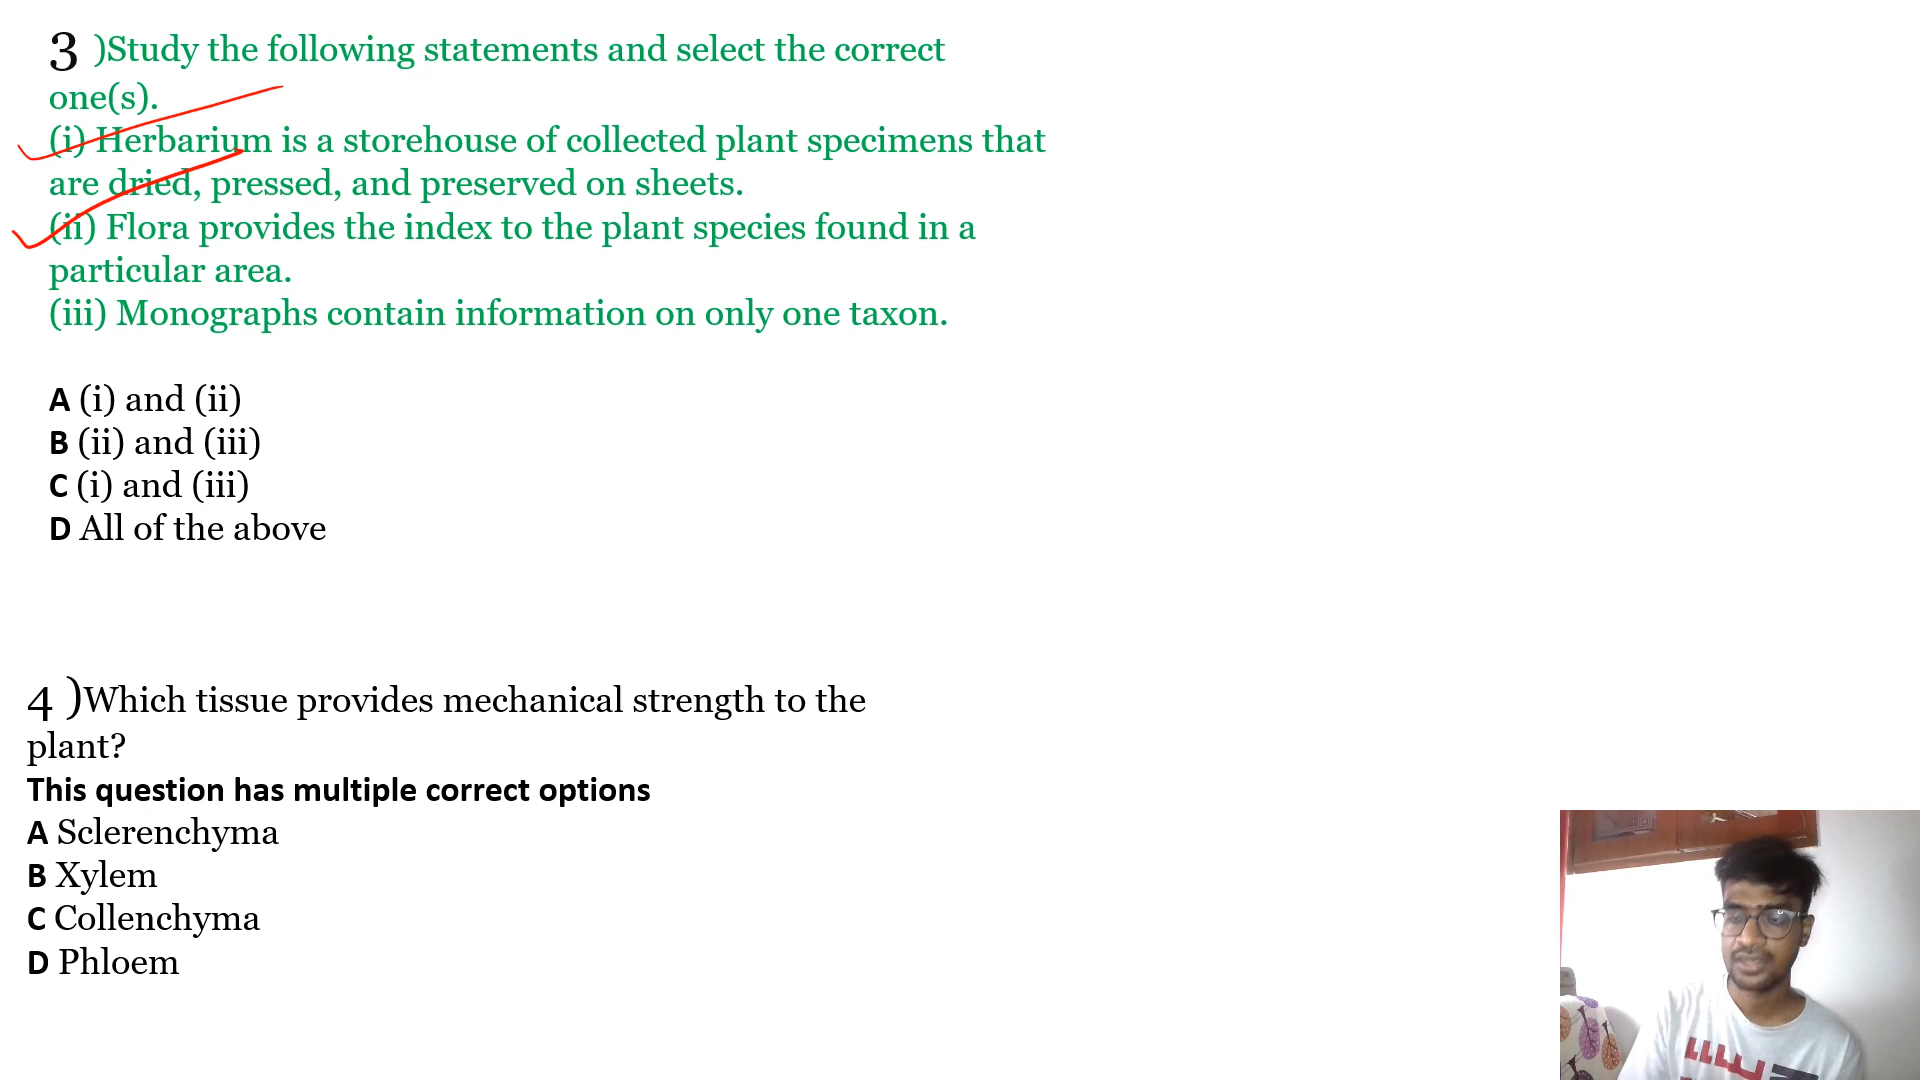 3 )Study the following statements and select the correct
one(s).
(i) Herbarium is a storehouse of collected plant specimens that
are dried, pressed, and preserved on sheets.
(ii) Flora provides the index to the plant species found in a
particular area.
(iii) Monographs contain information on only one taxon.
A (i) and (ii)
B (ii) and (iii)
C (i) and (iii)
D All of the above
4 )Which tissue provides mechanical strength to the
plant?
This question has multiple correct options
A Sclerenchyma
B Xylem
C Collenchyma
D Phloem